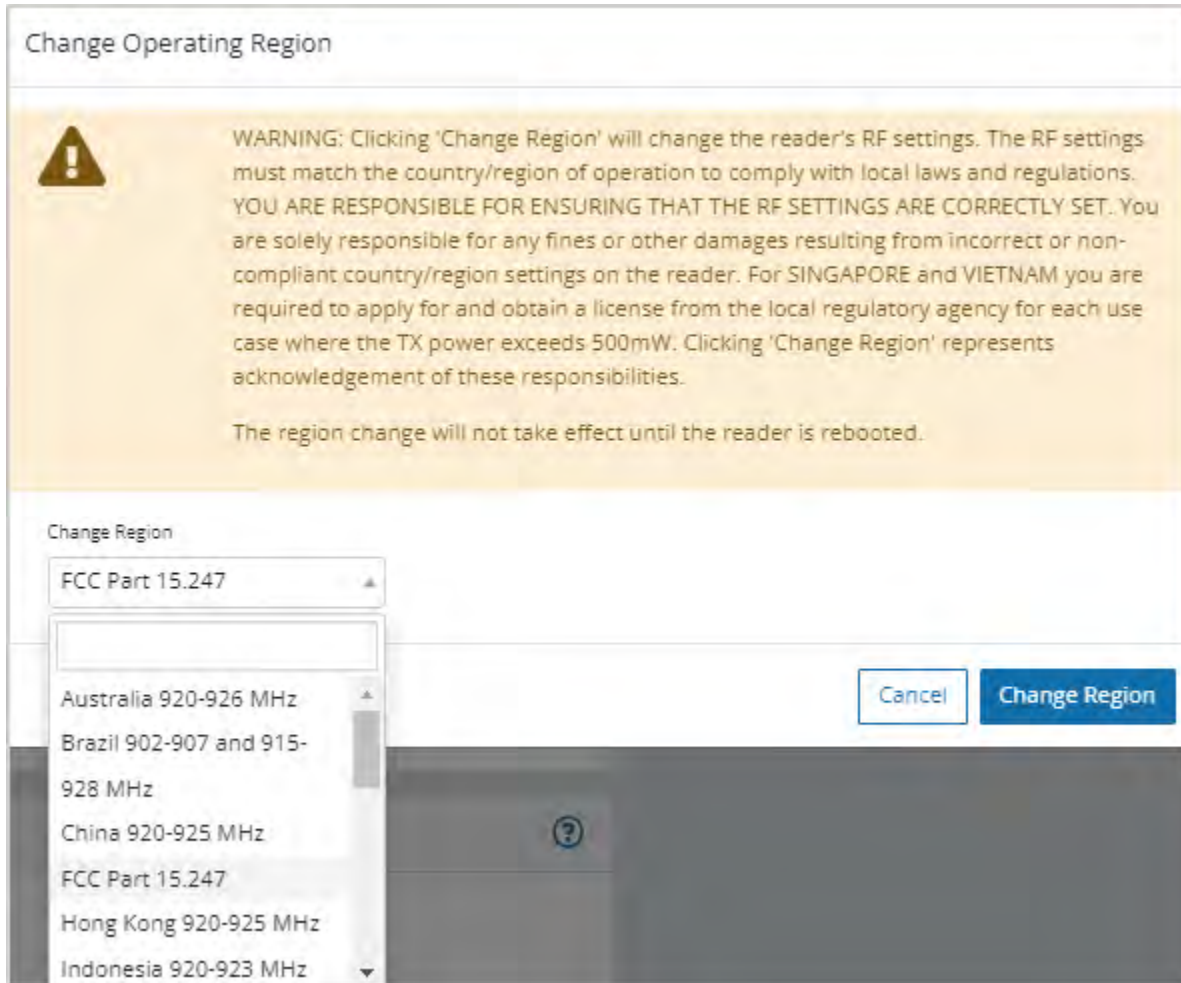 Change Operating Region
WARNING: Clicking 'Change Region' will change the reader's RF settings. The RF settings
must match the country/region of operation to comply with local laws and regulations.
YOU ARE RESPONSIBLE FOR ENSURING THAT THE RF SETTINGS ARE CORRECTLY SET. You
are solely responsible for any fines or other damages resulting from incorrect or non-
compliant country/region settings on the reader. For SINGAPORE and VIETNAM you are
required to apply for and obtain a license from the local regulatory agency for each use
case where the TX power exceeds 500mW. Clicking 'Change Region' represents
acknowledgement of these responsibilities.
The region change will not take effect until the reader is rebooted.
Change Region
FCC Part 15.247
Australia 920-926 MHz
Brazil 902-907 and 915-
928 MHz
China 920-925 MHz
FCC Part 15.247
Hong Kong 920-925 MHz
Indonesia 920-923 MHz
Cancel
Change Region